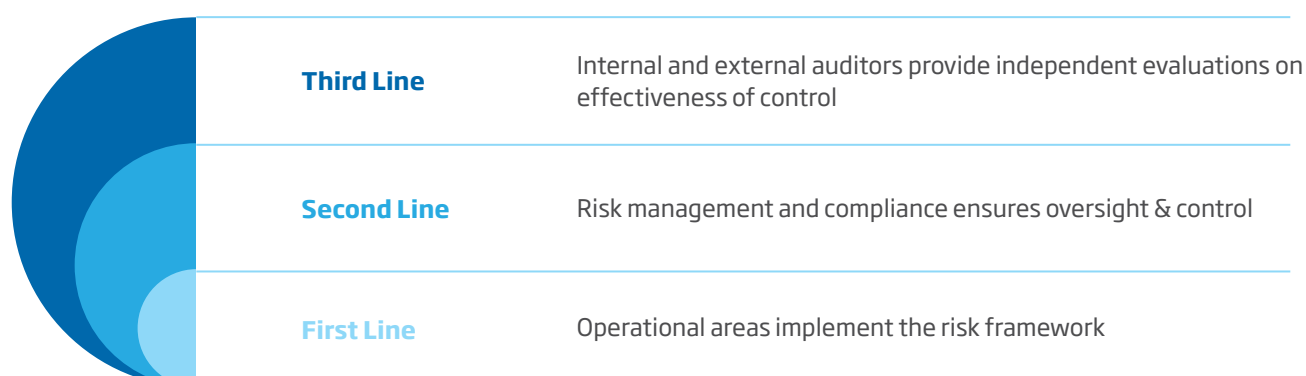 Third Line
Internal and external auditors provide independent evaluations on
effectiveness of control
Second Line
Risk management and compliance ensures oversight & control
First Line
Operational areas implement the risk framework